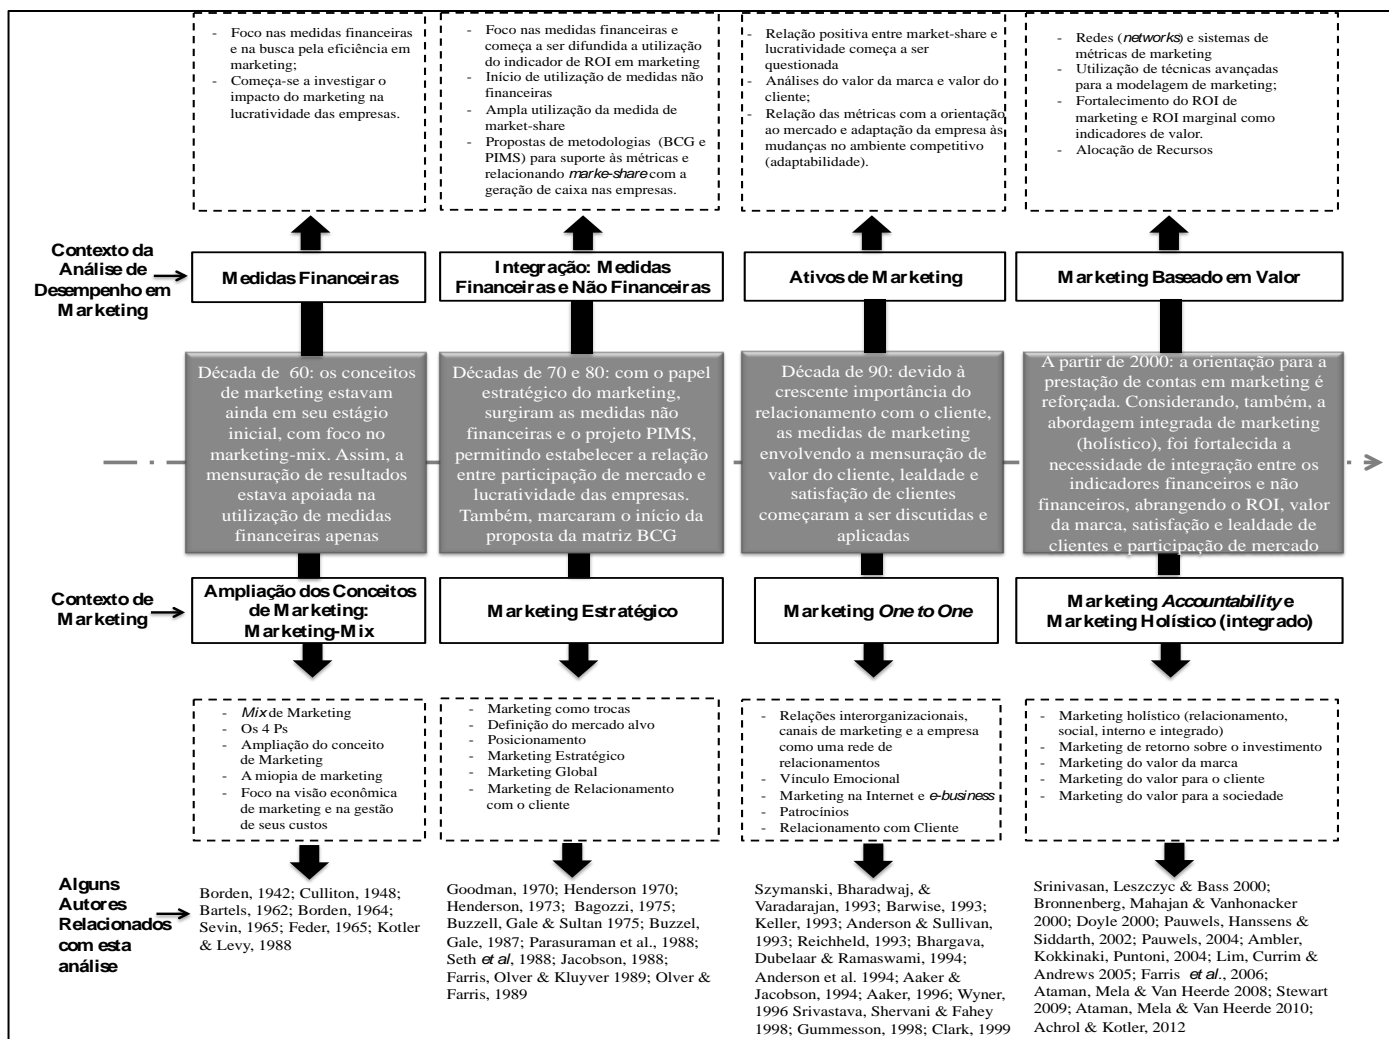 - Foco nas medidas financeiras
e na busca pela eficiência em
marketing;
- Começa-se a investigar o
impacto do marketing na
lucratividade das empresas.
- Foco nas medidas financeiras e
começa a ser difundida a utilização
do indicador de ROI em marketing
- Início de utilização de medidas não
financeiras
- Ampla utilização da medida de
market-share
- Propostas de metodologias (BCG e
PIMS) para suporte às métricas e
relacionando marke-share com a
geração de caixa nas empresas.
- Relação positiva entre market-share e
lucratividade começa a ser
questionada
- Análises do valor da marca e valor do
cliente;
- Relação das métricas com a orientação
ao mercado e adaptação da empresa às
mudanças no ambiente competitivo
(adaptabilidade).
- Redes (networks) e sistemas de
métricas de marketing
- Utilização de técnicas avançadas
para a modelagem de marketing;
- Fortalecimento do ROI de
marketing e ROI marginal como
indicadores de valor.
- Alocação de Recursos
Contexto da
Análise de
Desempenho em
Marketing
Medidas Financeiras
Integração: Medidas
Financeiras e Não Financeiras
Ativos de Marketing
Marketing Baseado em Valor
Década de 60: os conceitos
de marketing estavam
ainda em seu estágio
inicial, com foco no
marketing-mix. Assim, a
mensuração de resultados
estava apoiada na
utilização de medidas
financeiras apenas
Décadas de 70 e 80: com o papel
estratégico do marketing,
surgiram as medidas não
financeiras e o projeto PIMS,
permitindo estabelecer a relação
entre participação de mercado e
lucratividade das empresas.
Também, marcaram o início da
proposta da matriz BCG
Década de 90: devido à
crescente importância do
relacionamento com o cliente,
as medidas de marketing
envolvendo a mensuração de
valor do cliente, lealdade e
satisfação de clientes
começaram a ser discutidas e
aplicadas
A partir de 2000: a orientação para a
prestação de contas em marketing é
reforçada. Considerando, também, a
abordagem integrada de marketing
(holístico), foi fortalecida a
necessidade de integração entre os
indicadores financeiros e não
financeiros, abrangendo o ROI, valor
da marca, satisfação e lealdade de
clientes e participação de mercado
Contexto de
Marketing
Ampliação dos Conceitos
de Marketing:
Marketing-Mix
Marketing Estratégico
Marketing One to One
Marketing Accountability e
Marketing Holístico (integrado)
- Mix de Marketing
- Os 4 Ps
- Ampliação do conceito
de Marketing
- A miopia de marketing
- Foco na visão econômica
de marketing e na gestão
de seus custos
- Marketing como trocas
- Definição do mercado alvo
- Posicionamento
- Marketing Estratégico
- Marketing Global
- Marketing de Relacionamento
com o cliente
- Relações interorganizacionais,
canais de marketing e a empresa
como uma rede de
relacionamentos
- Vínculo Emocional
- Marketing na Internet e e-business
- Patrocínios
- Relacionamento com Cliente
- Marketing holístico (relacionamento,
social, interno e integrado)
- Marketing de retorno sobre o investimento
- Marketing do valor da marca
- Marketing do valor para o cliente
- Marketing do valor para a sociedade
Alguns
Autores
Relacionados
com esta
análise
Borden, 1942; Culliton, 1948;
Bartels, 1962; Borden, 1964;
Sevin, 1965; Feder, 1965; Kotler
& Levy, 1988
Goodman, 1970; Henderson 1970;
Henderson, 1973; Bagozzi, 1975;
Buzzell, Gale & Sultan 1975; Buzzel,
Gale, 1987; Parasuraman et al., 1988;
Seth et al, 1988; Jacobson, 1988;
Farris, Olver & Kluyver 1989; Olver &
Farris, 1989
Szymanski, Bharadwaj, &
Varadarajan, 1993; Barwise, 1993;
Keller, 1993; Anderson & Sullivan,
1993; Reichheld, 1993; Bhargava,
Dubelaar & Ramaswami, 1994;
Anderson et al. 1994; Aaker &
Jacobson, 1994; Aaker, 1996; Wyner,
1996 Srivastava, Shervani & Fahey
1998; Gummesson, 1998; Clark, 1999
Srinivasan, Leszczyc & Bass 2000;
Bronnenberg, Mahajan & Vanhonacker
2000; Doyle 2000; Pauwels, Hanssens &
Siddarth, 2002; Pauwels, 2004; Ambler,
Kokkinaki, Puntoni, 2004; Lim, Currim &
Andrews 2005; Farris et al., 2006;
Ataman, Mela & Van Heerde 2008; Stewart
2009; Ataman, Mela & Van Heerde 2010;
Achrol & Kotler, 2012